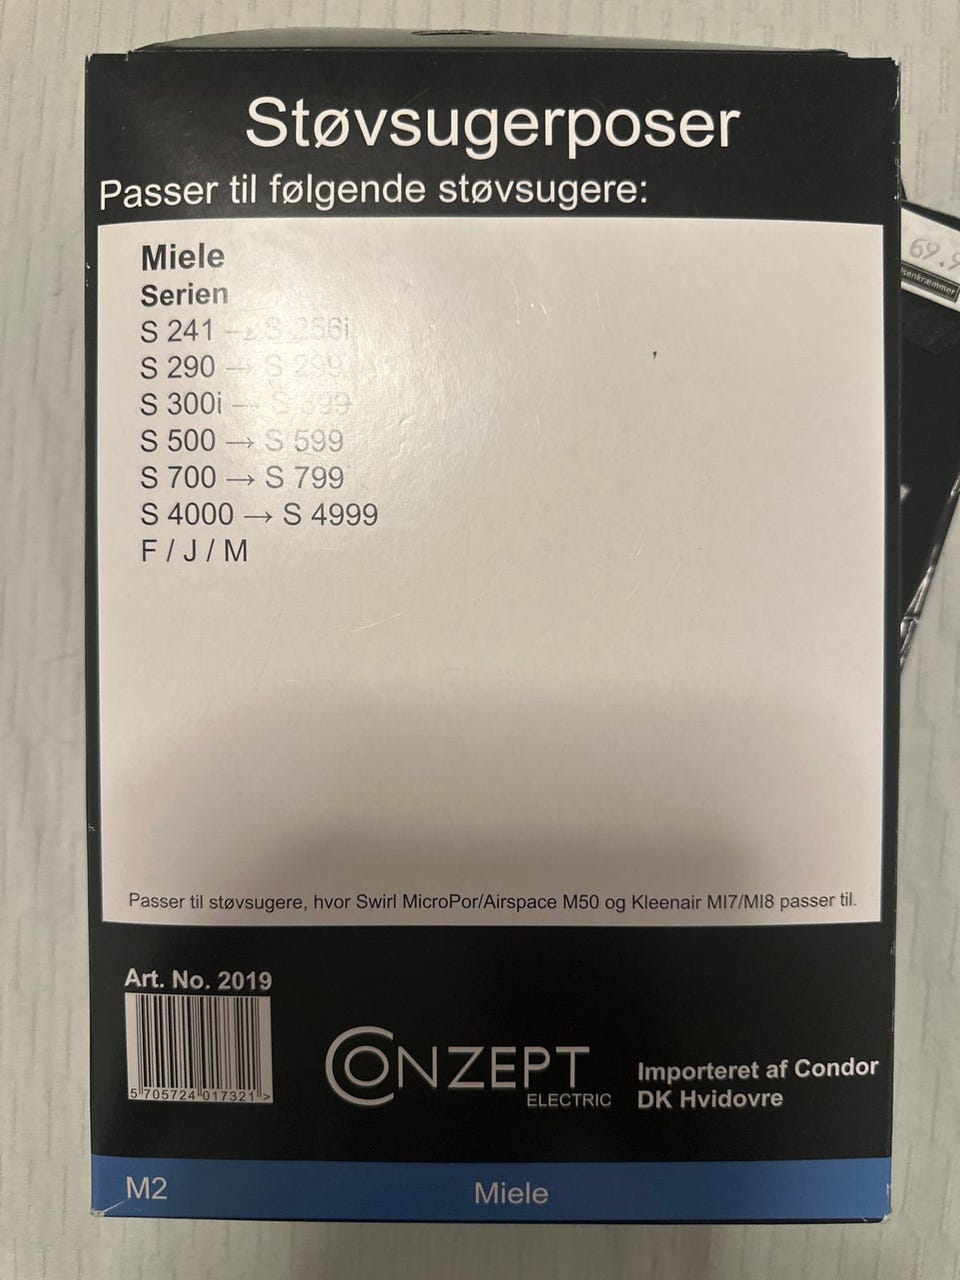 Støvsugerposer
Passer til følgende støvsugere:
Miele
Serien
S 241 → S 256i
S 290 → S 299
S 300i → S 399
S 500 → S 599
S 700 → S 799
S 4000 → S 4999
F / J / M
Passer til støvsugere, hvor Swirl MicroPor/Airspace M50 og Kleenair MI7/MI8 passer til.
Art. No. 2019
5 705724 017321 >
CONZEPT
ELECTRIC
Importeret af Condor
DK Hvidovre
M2
Miele